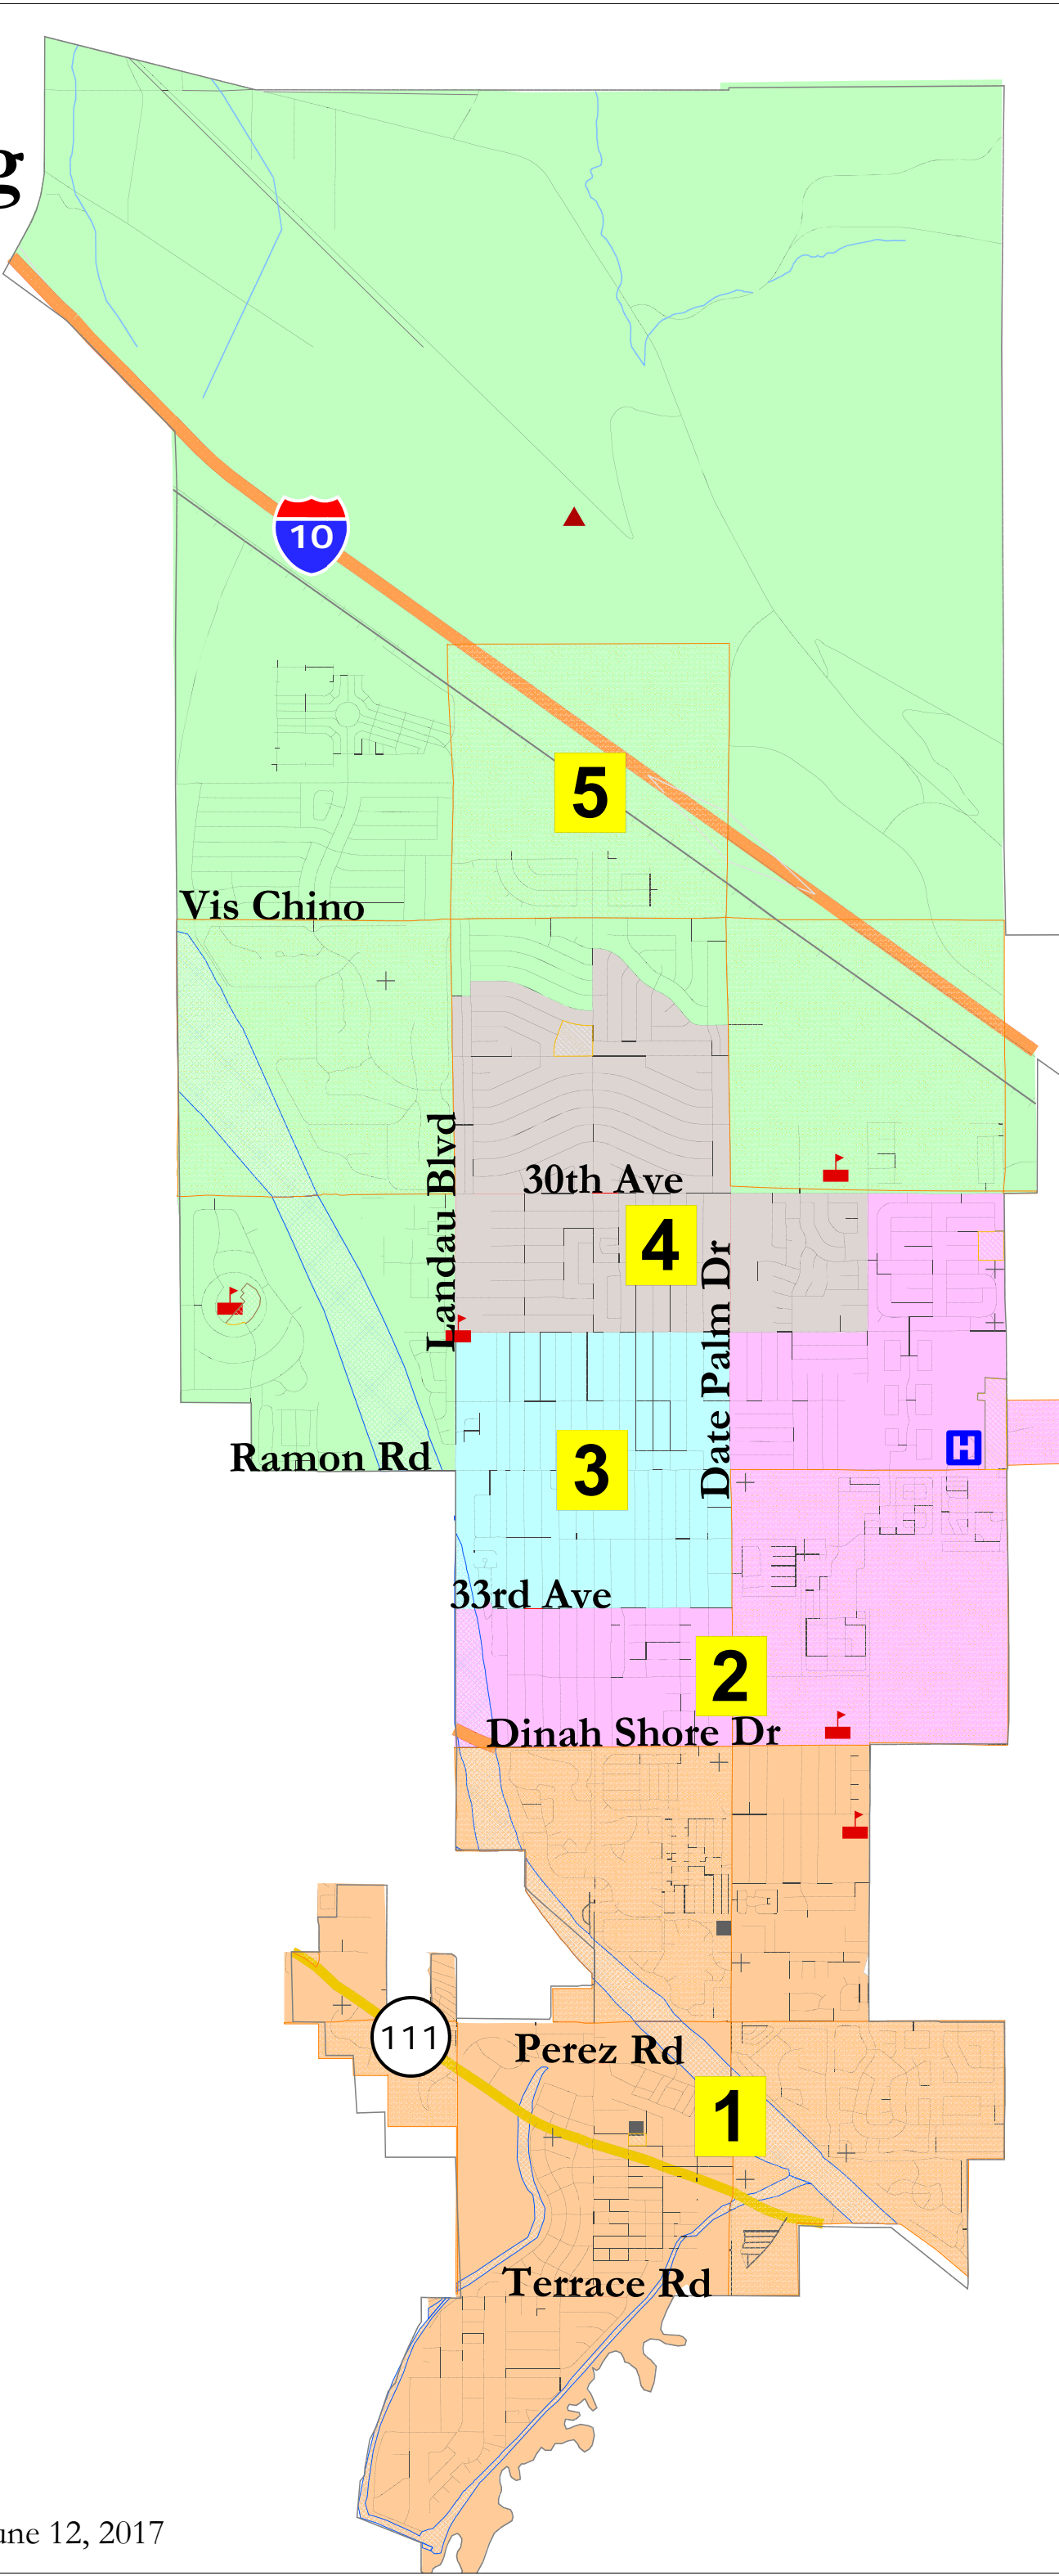 g
10
5
Vis Chino
Landau Blvd
30th Ave
4
Date Palm Dr
3
H
Ramon Rd
33rd Ave
2
Dinah Shore Dr
111
Perez Rd
1
Terrace Rd
une 12, 2017